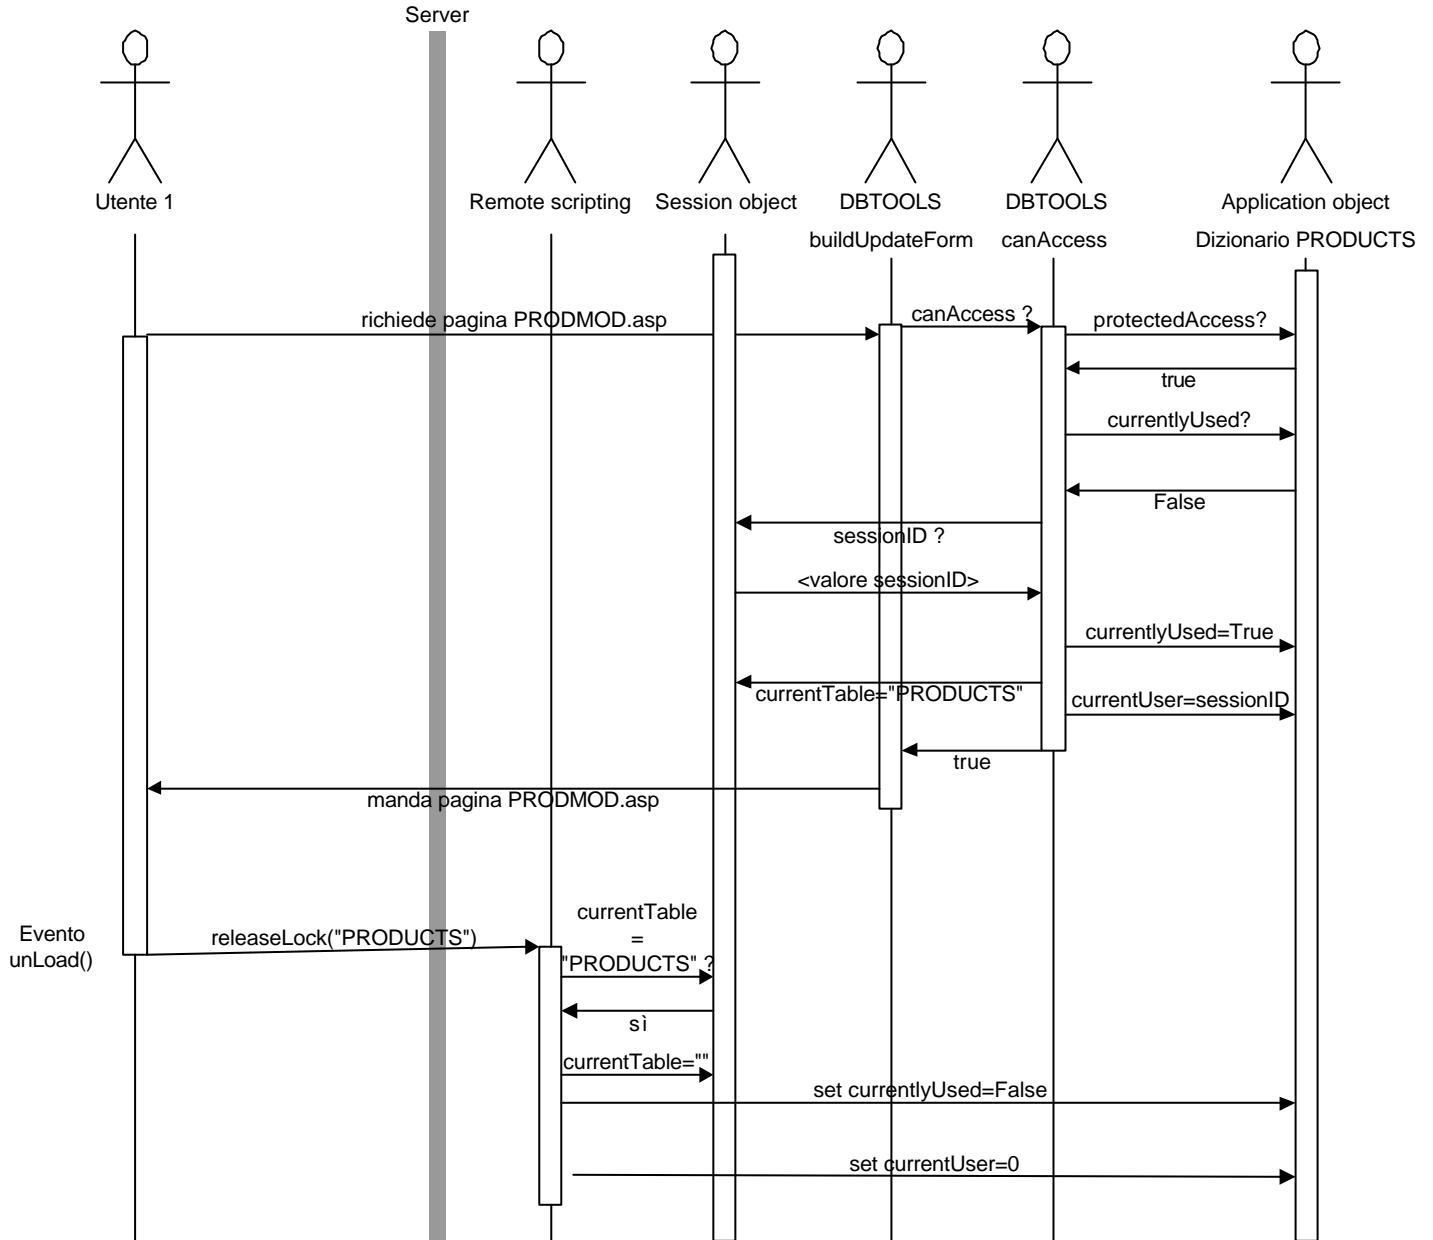 Server
Utente 1
Remote scripting
Session object
DBTOOLS
buildUpdateForm
DBTOOLS
canAccess
Application object
Dizionario PRODUCTS
richiede pagina PRODMOD.asp
canAccess ?
protectedAccess?
true
currentlyUsed?
False
sessionID ?
<valore sessionID>
currentlyUsed=True
currentTable="PRODUCTS"
currentUser=sessionID
true
manda pagina PRODMOD.asp
Evento
unLoad()
releaseLock("PRODUCTS")
currentTable
=
"PRODUCTS" ?
sì
currentTable=""
set currentlyUsed=False
set currentUser=0